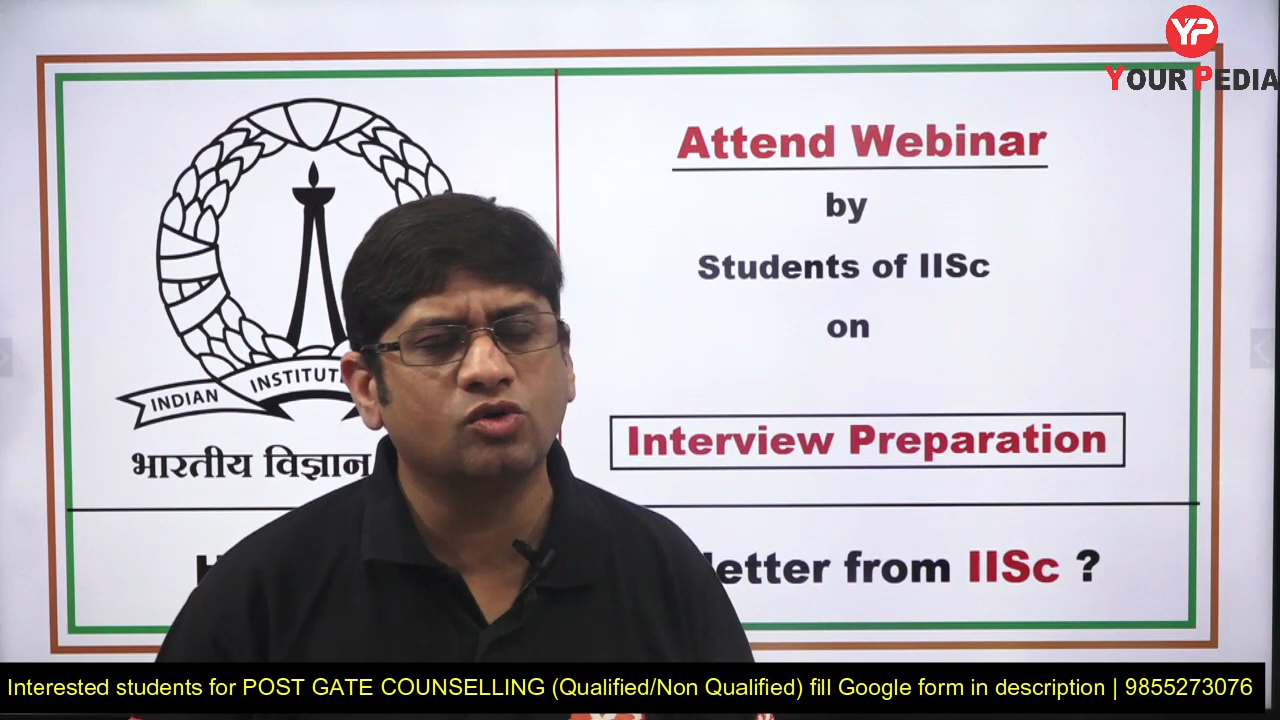 YP
YOUR PEDIA
Attend Webinar
by
Students of IISc
on
INDIAN INSTITUT
भारतीय विज्ञान
Interview Preparation
etter from IISc ?
Interested students for POST GATE COUNSELLING (Qualified/Non Qualified) fill Google form in description | 9855273076